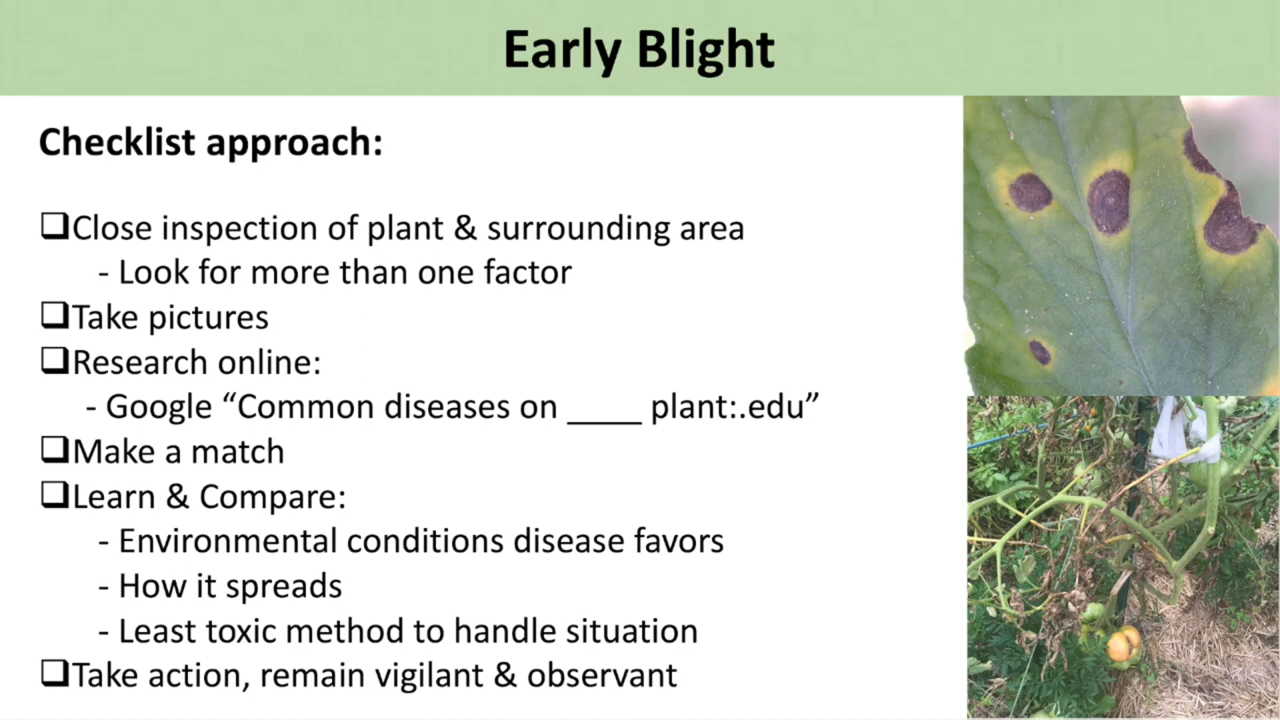 Early Blight
Checklist approach:
❑Close inspection of plant & surrounding area
- Look for more than one factor
❑Take pictures
❑Research online:
- Google “Common diseases on ____ plant:.edu”
❑Make a match
❑Learn & Compare:
- Environmental conditions disease favors
- How it spreads
- Least toxic method to handle situation
❑Take action, remain vigilant & observant